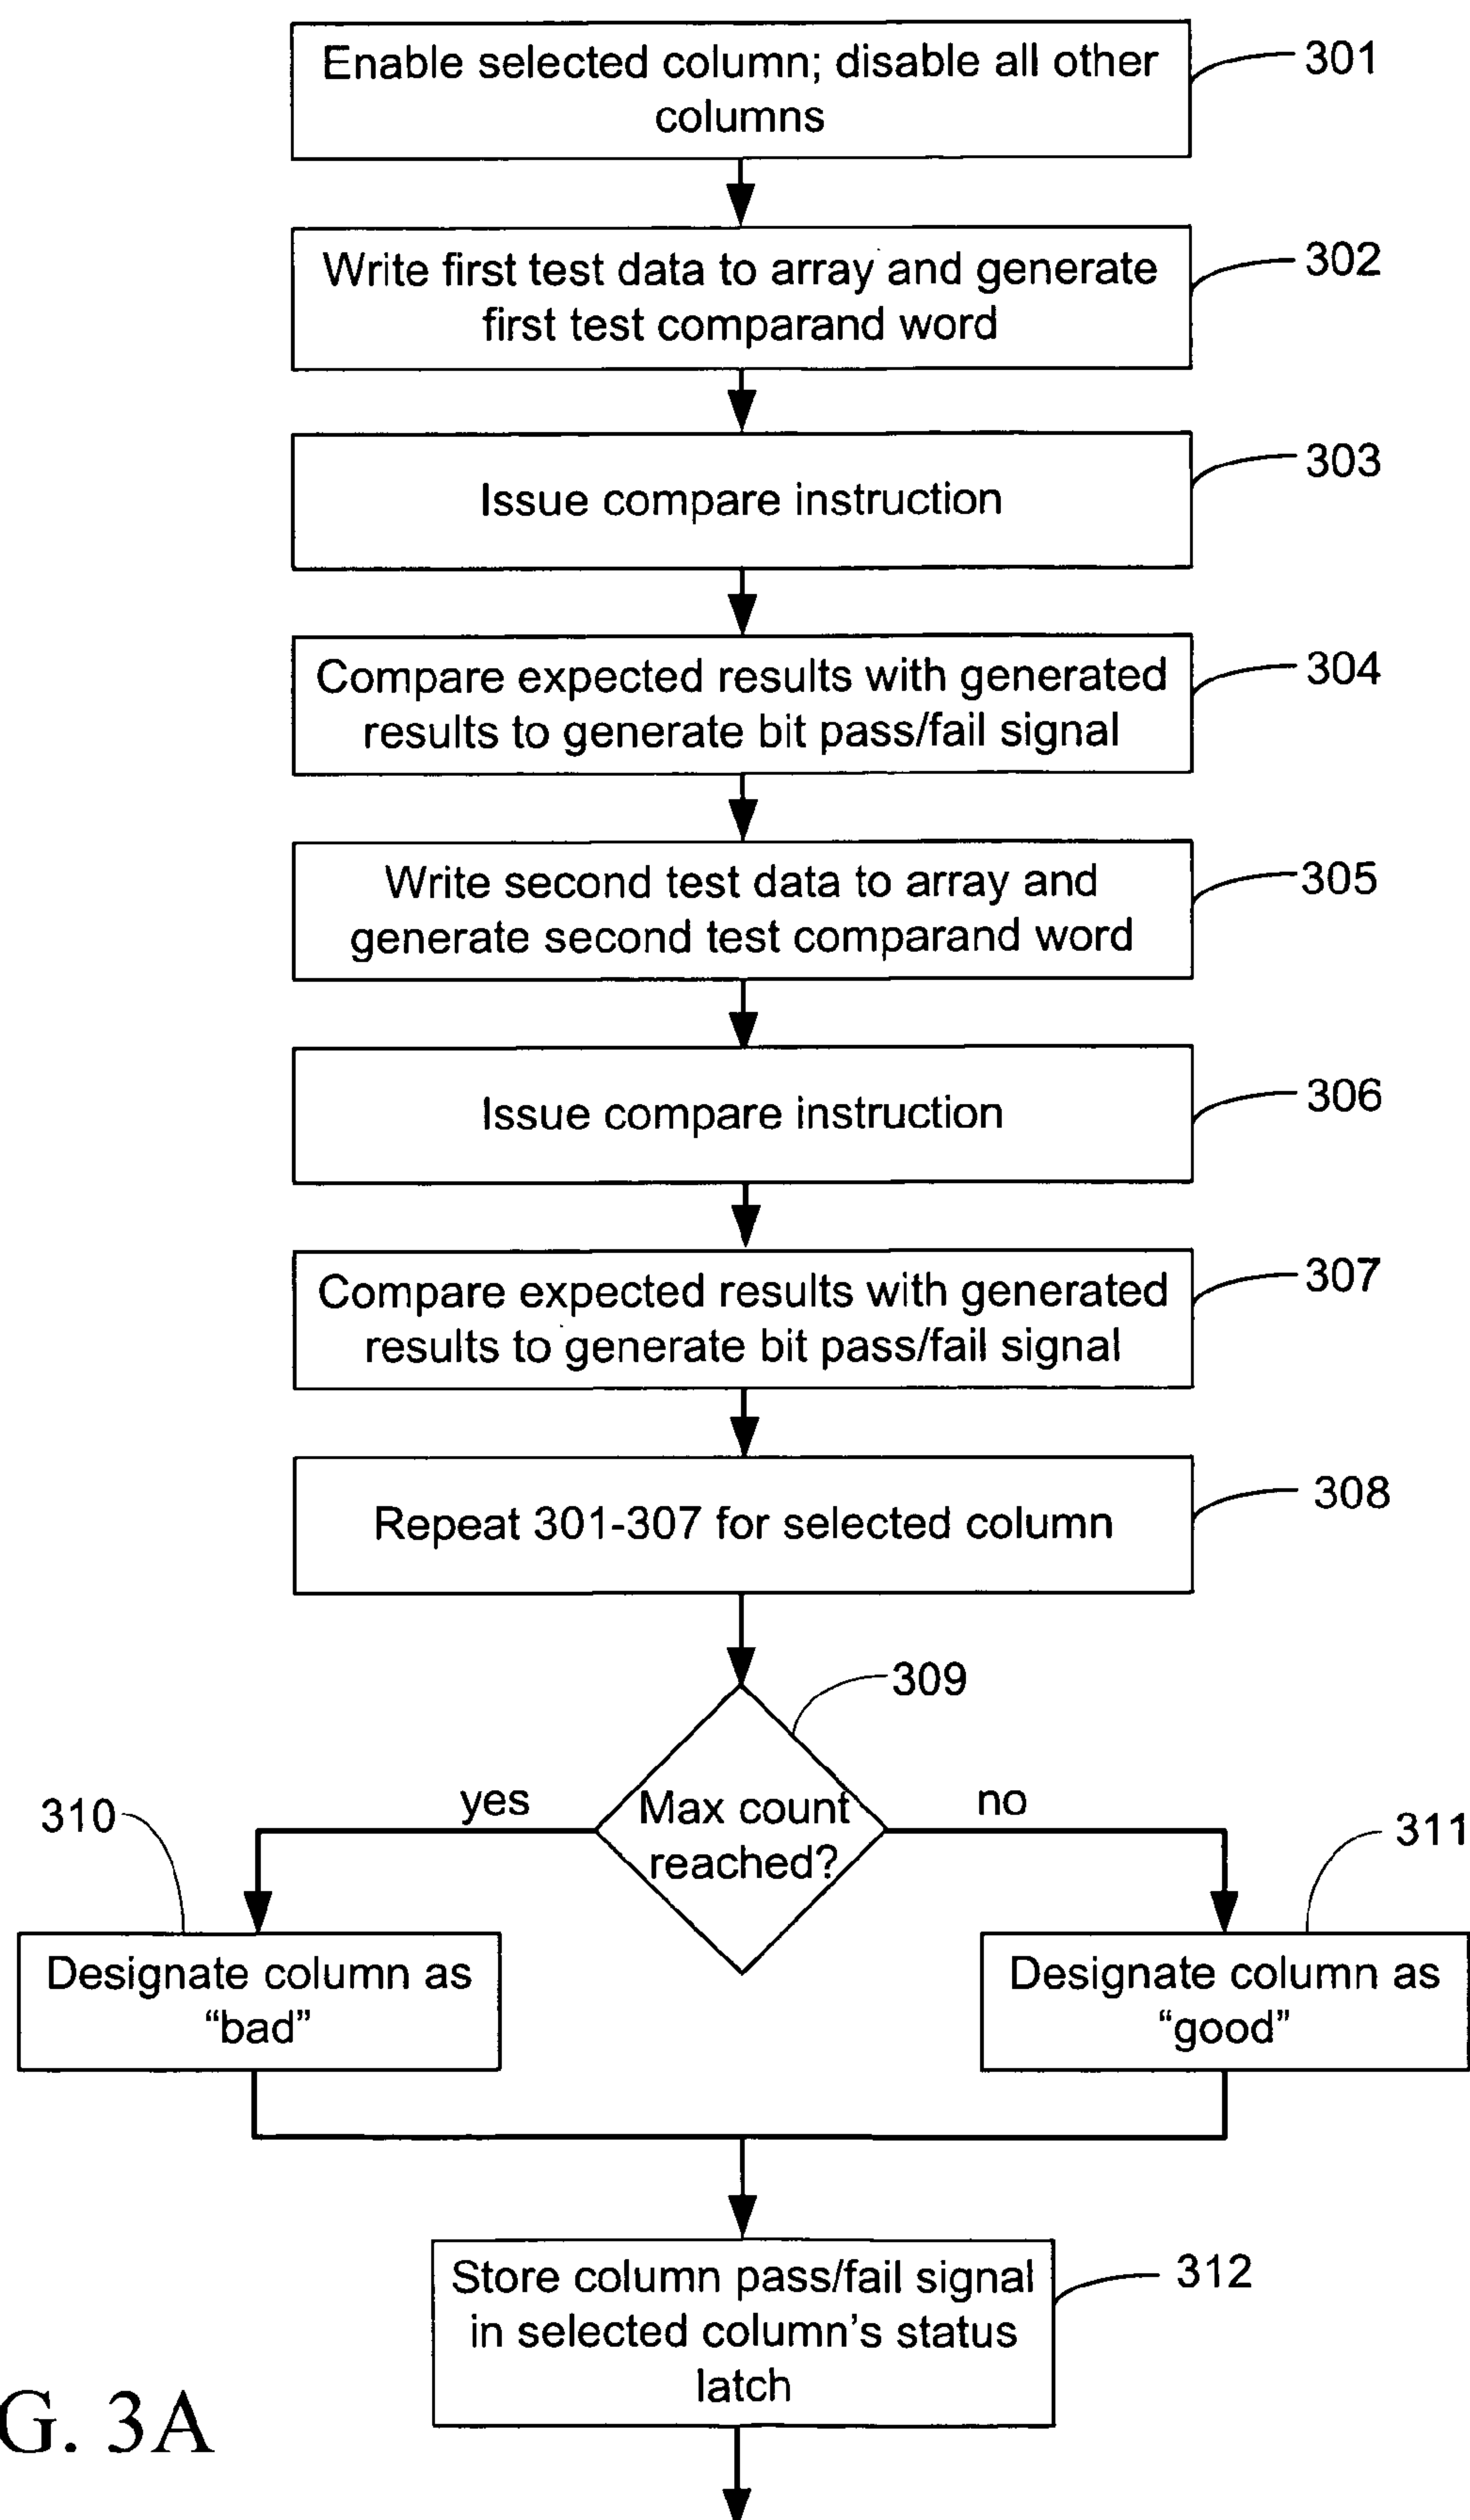 Enable selected column; disable all other
columns
301
Write first test data to array and generate
first test comparand word
302
Issue compare instruction
303
Compare expected results with generated
results to generate bit pass/fail signal
304
Write second test data to array and
generate second test comparand word
305
Issue compare instruction
306
Compare expected results with generated
results to generate bit pass/fail signal
307
Repeat 301-307 for selected column
308
309
Max count
reached?
yes
no
310
311
Designate column as
“bad”
Designate column as
“good”
Store column pass/fail signal
in selected column’s status
latch
312
G. 3A